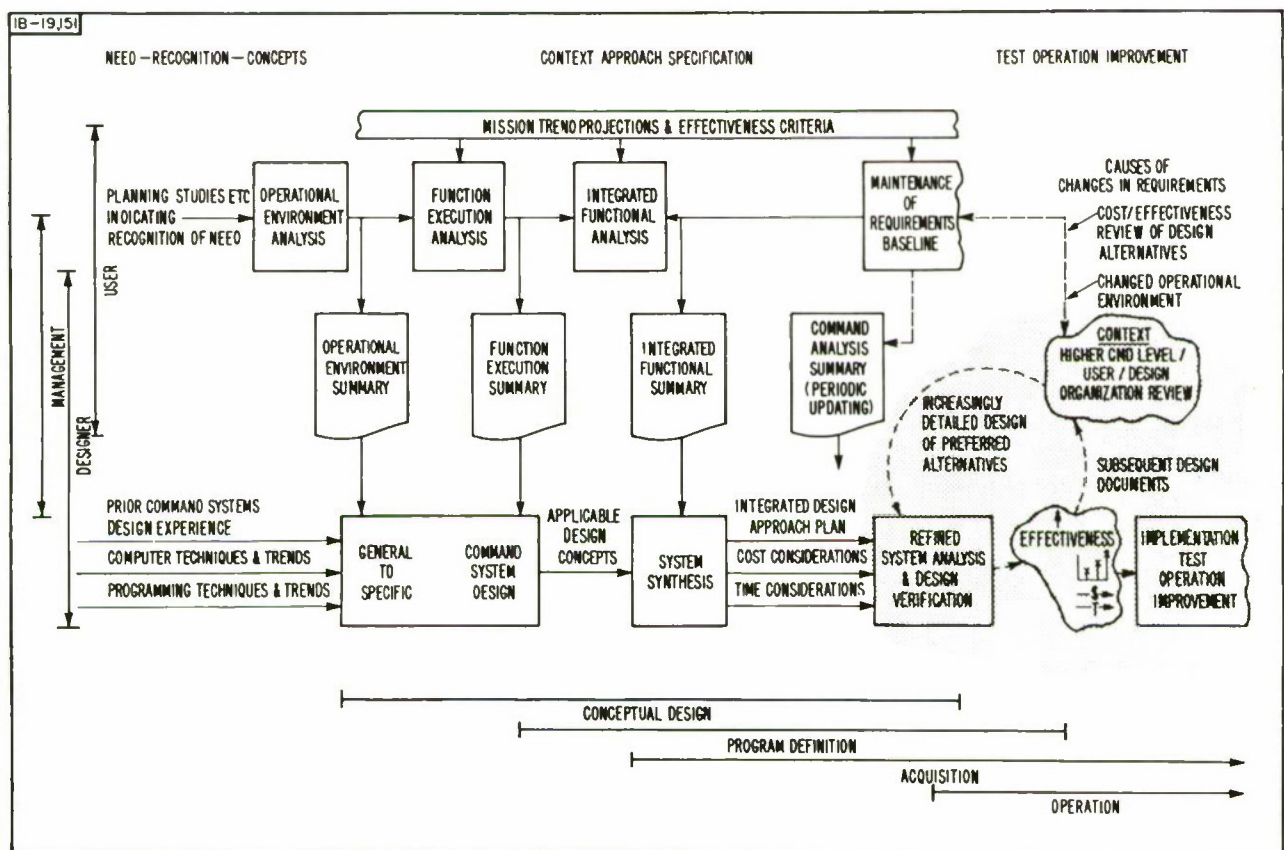 IB-19,151
NEED-RECOGNITION-CONCEPTS
CONTEXT APPROACH SPECIFICATION
TEST OPERATION IMPROVEMENT
MISSION TREND PROJECTIONS & EFFECTIVENESS CRITERIA
PLANNING STUDIES ETC
INDICATING
RECOGNITION OF NEED
OPERATIONAL
ENVIRONMENT
ANALYSIS
FUNCTION
EXECUTION
ANALYSIS
INTEGRATED
FUNCTIONAL
ANALYSIS
MAINTENANCE
OF
REQUIREMENTS
BASELINE
CAUSES OF
CHANGES IN REQUIREMENTS
COST/EFFECTIVENESS
REVIEW OF DESIGN
ALTERNATIVES
CHANGED OPERATIONAL
ENVIRONMENT
USER
MANAGEMENT
DESIGNER
OPERATIONAL
ENVIRONMENT
SUMMARY
FUNCTION
EXECUTION
SUMMARY
INTEGRATED
FUNCTIONAL
SUMMARY
COMMAND
ANALYSIS
SUMMARY
(PERIODIC
UPDATING)
CONTEXT
HIGHER CMD LEVEL/
USER/DESIGN
ORGANIZATION REVIEW
INCREASINGLY
DETAILED DESIGN
OF PREFERRED
ALTERNATIVES
SUBSEQUENT DESIGN
DOCUMENTS
PRIOR COMMAND SYSTEMS
DESIGN EXPERIENCE
COMPUTER TECHNIQUES & TRENDS
PROGRAMMING TECHNIQUES & TRENDS
GENERAL
TO
SPECIFIC
COMMAND
SYSTEM
DESIGN
APPLICABLE
DESIGN
CONCEPTS
SYSTEM
SYNTHESIS
INTEGRATED DESIGN
APPROACH PLAN
COST CONSIDERATIONS
TIME CONSIDERATIONS
REFINED
SYSTEM ANALYSIS
& DESIGN
VERIFICATION
EFFECTIVENESS
$
T
IMPLEMENTATION
TEST
OPERATION
IMPROVEMENT
CONCEPTUAL DESIGN
PROGRAM DEFINITION
ACQUISITION
OPERATION